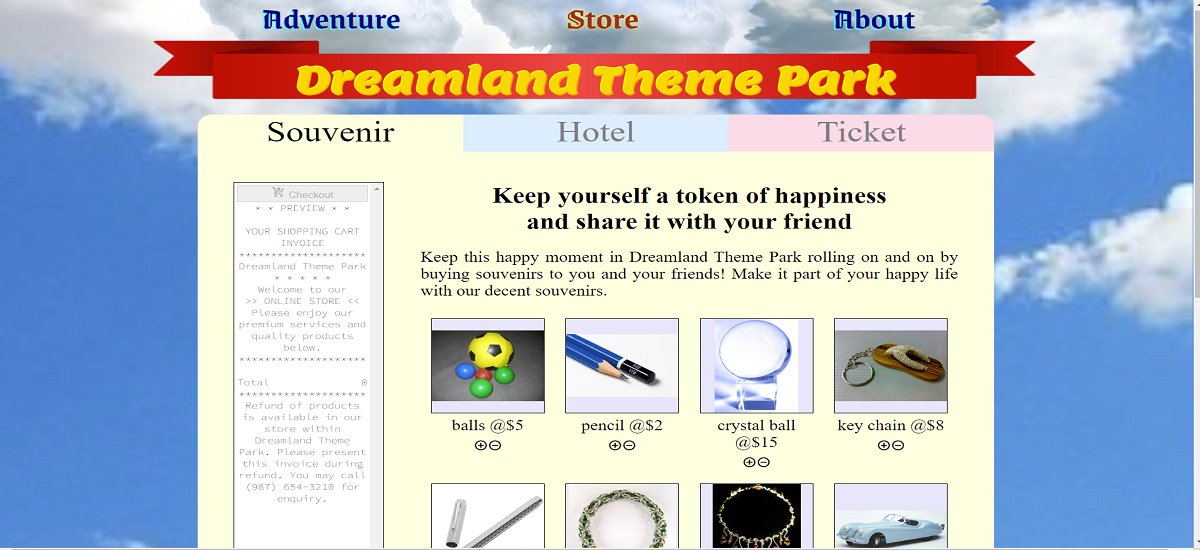 Adventure
Store
About
Dreamland Theme Park
Souvenir
Hotel
Ticket
Checkout
* * PREVIEW * *
YOUR SHOPPING CART
INVOICE
********************
Dreamland Theme Park
* * * * *
Welcome to our
>> ONLINE STORE <<
Please enjoy our
premium services and
quality products
below.
********************
Total 0
********************
Refund of products
is available in our
store within
Dreamland Theme
Park. Please present
this invoice during
refund. You may call
(987) 654-3210 for
enquiry.
Keep yourself a token of happiness
and share it with your friend
Keep this happy moment in Dreamland Theme Park rolling on and on by
buying souvenirs to you and your friends! Make it part of your happy life
with our decent souvenirs.
balls @$5
pencil @$2
crystal ball
@$15
key chain @$8